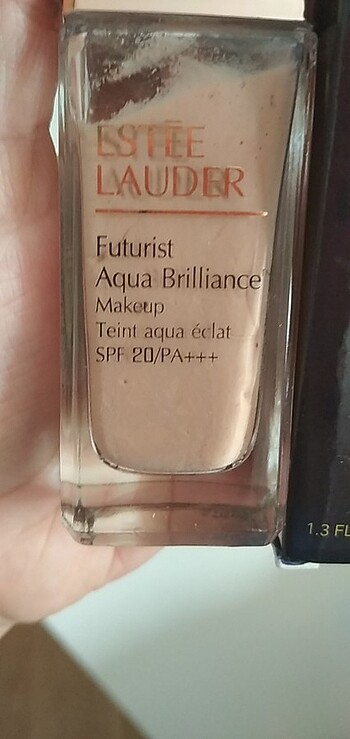 ESTĒE
LAUDER
Futurist
Aqua Brilliance
Makeup
Teint aqua éclat
SPF 20/PA+++
1.3 FL